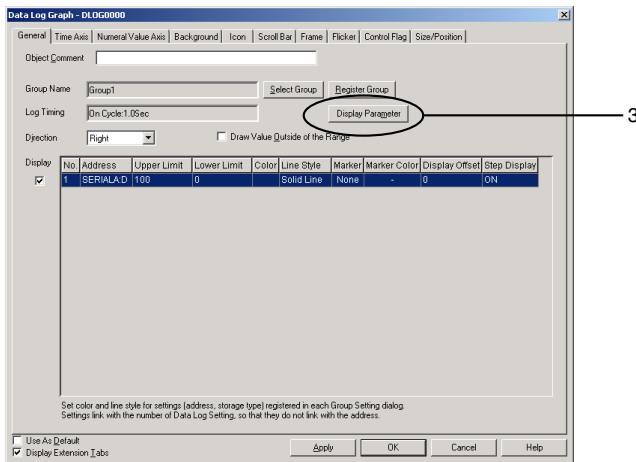 Data Log Graph - DLOG0000
General Time Axis Numeral Value Axis Background Icon Scroll Bar Frame Flicker Control Flag Size/Position
Object Comment
Group Name Group1 Select Group Register Group
Log Timing On Cycle:1.0Sec Display Parameter 3
Direction Right Draw Value Outside of the Range
Display No. Address Upper Limit Lower Limit Color Line Style Marker Marker Color Display Offset Step Display
1 SERIALA:D 100 0 Solid Line None - 0 ON
Set color and line style for settings (address, storage type) registered in each Group Setting dialog.
Settings link with the number of Data Log Setting, so that they do not link with the address.
Use As Default
Display Extension Tabs Apply OK Cancel Help